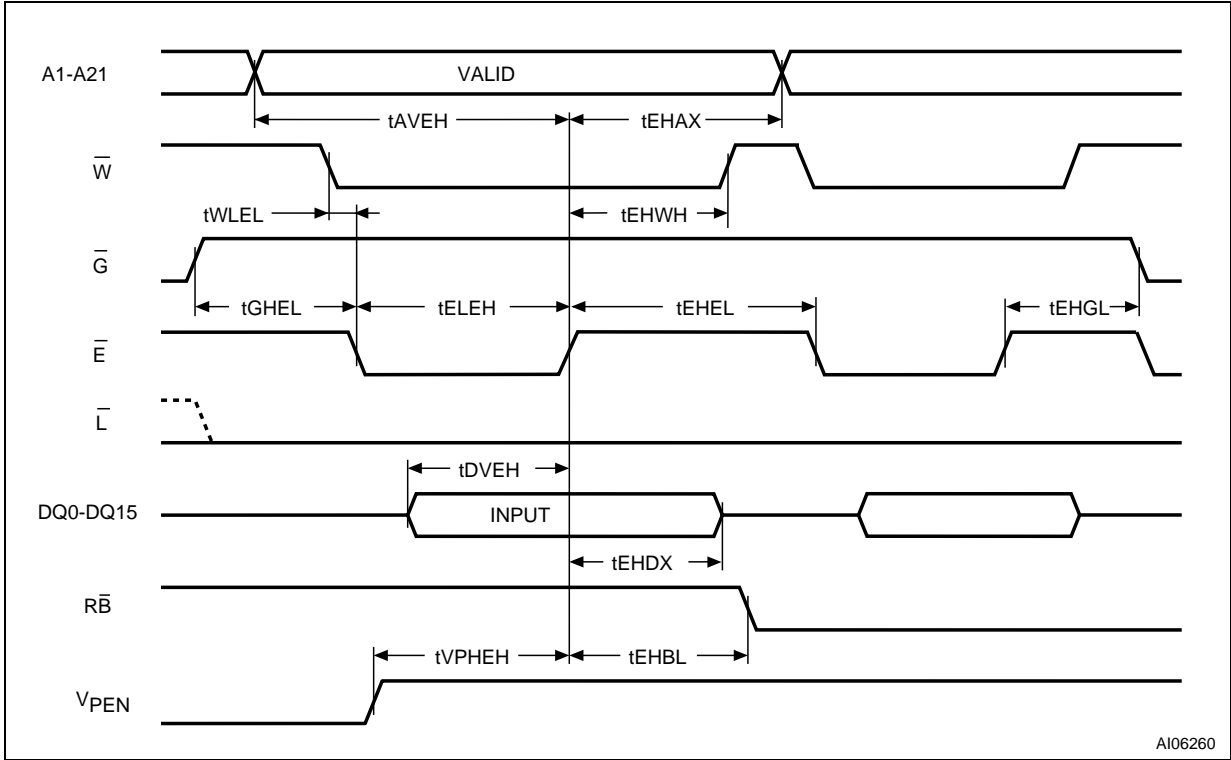 A1-A21
VALID
tAVEH
tEHAX
W̅
tWLEL
tEHWH
G̅
tGHEL
tELEH
tEHEL
tEHGL
E̅
L̅
tDVEH
DQ0-DQ15
INPUT
tEHDX
RB̅
tVPHEH
tEHBL
VPEN
AI06260